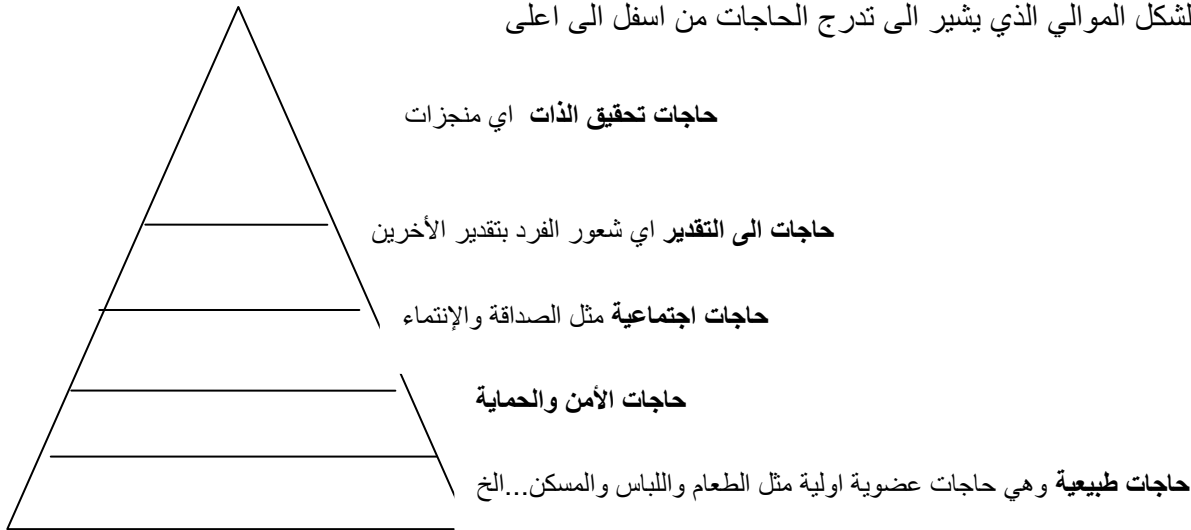 لشكل الموالي الذي يشير الى تدرج الحاجات من اسفل الى اعلى
حاجات تحقيق الذات اي منجزات
حاجات الى التقدير اي شعور الفرد بتقدير الأخرين
حاجات اجتماعية مثل الصداقة والإنتماء
حاجات الأمن والحماية
حاجات طبيعية وهي حاجات عضوية اولية مثل الطعام واللباس والمسكن...الخ